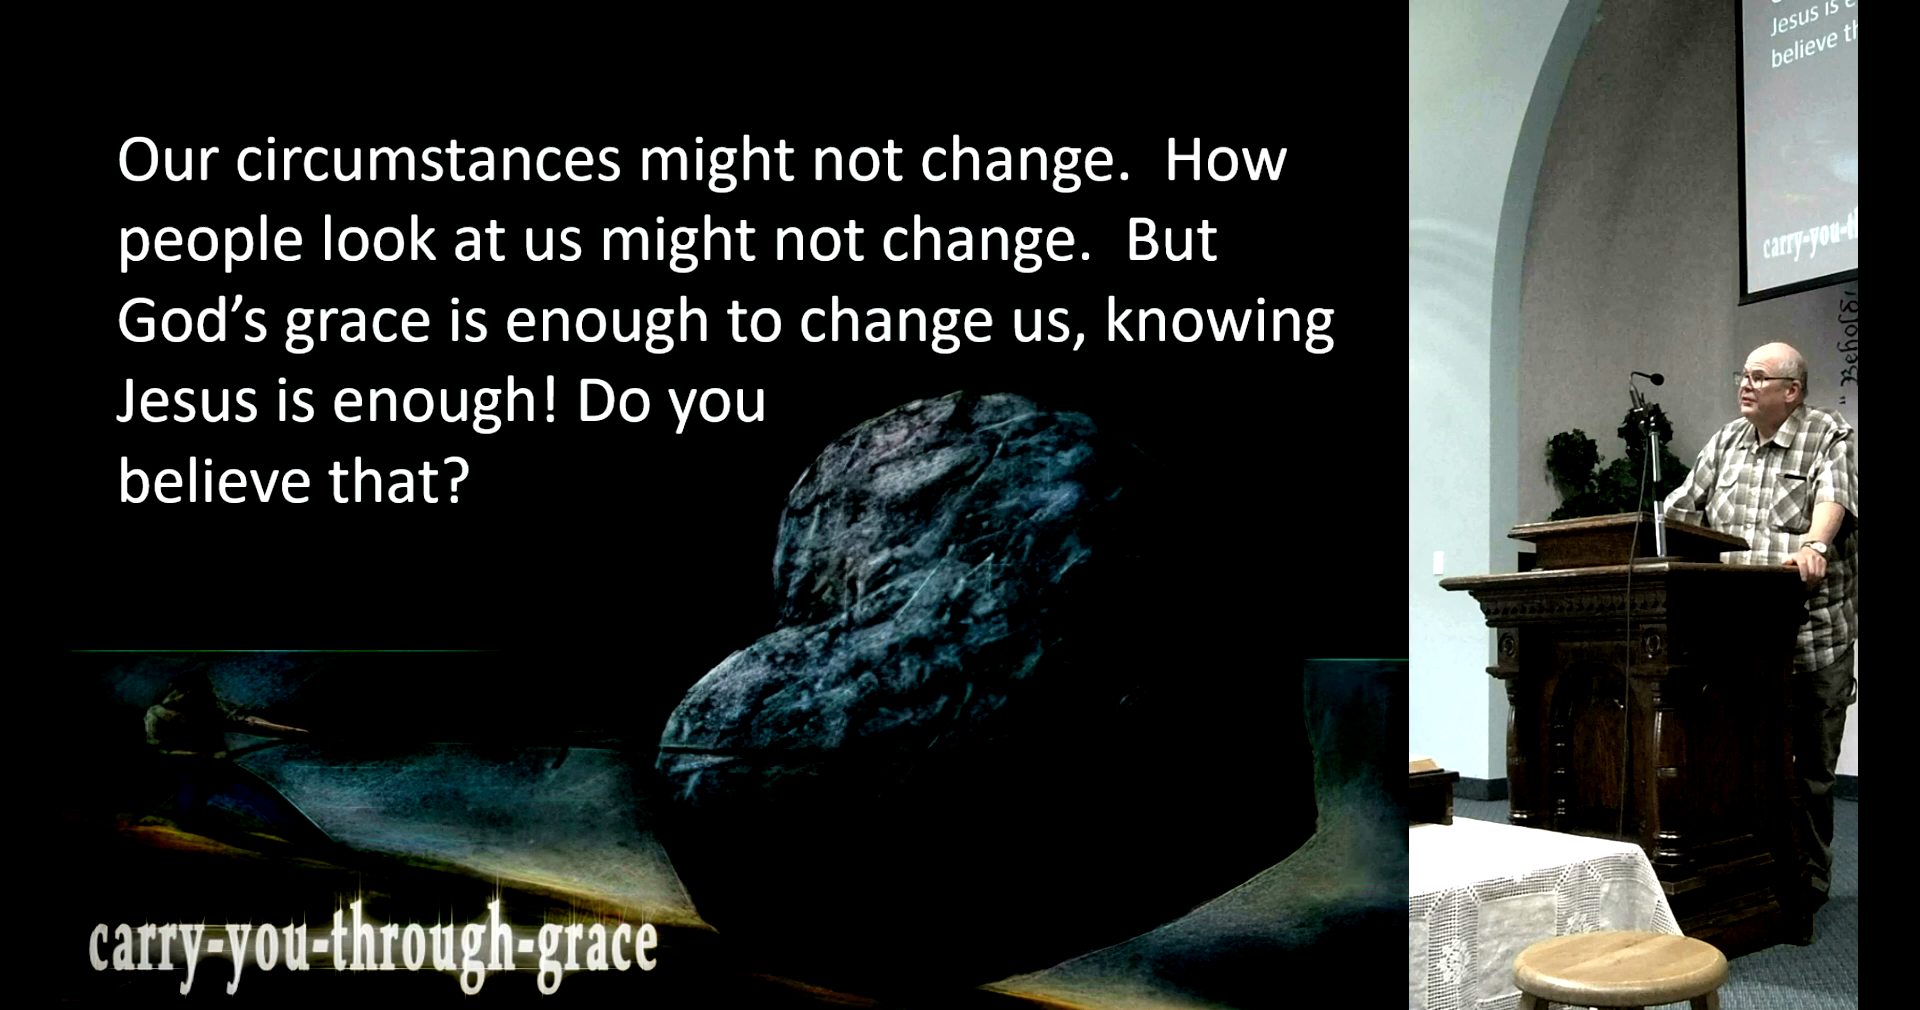 Our circumstances might not change.  How
people look at us might not change.  But
God's grace is enough to change us, knowing
Jesus is enough! Do you
believe that?
carry-you-through-grace
Jesus is e
believe th
carry-you-th
"Behold,